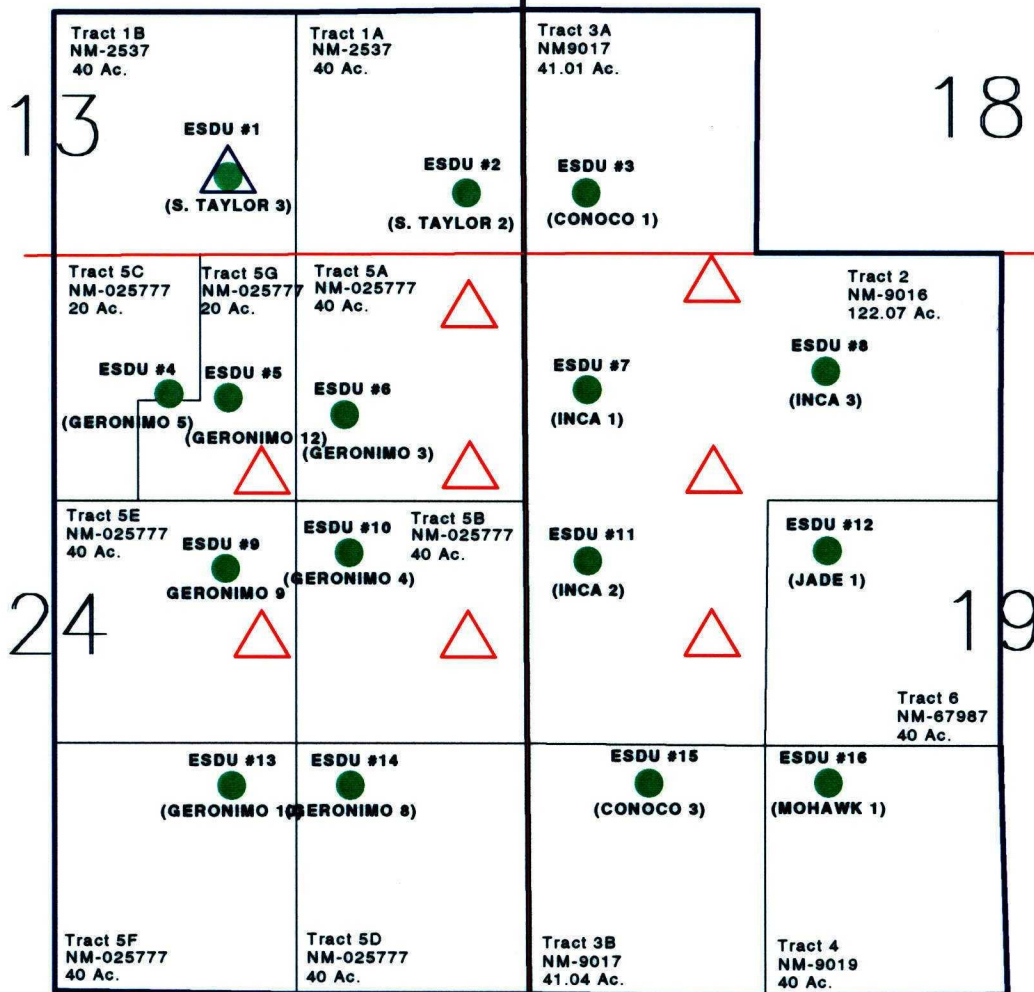 Tract 1B
NM-2537
40 Ac.
Tract 1A
NM-2537
40 Ac.
Tract 3A
NM9017
41.01 Ac.
13
18
ESDU #1
(S. TAYLOR 3)
ESDU #2
(S. TAYLOR 2)
ESDU #3
(CONOCO 1)
Tract 5C
NM-025777
20 Ac.
Tract 5G
NM-025777
20 Ac.
Tract 5A
NM-025777
40 Ac.
Tract 2
NM-9016
122.07 Ac.
ESDU #4
(GERONIMO 5)
ESDU #5
(GERONIMO 12)
ESDU #6
(GERONIMO 3)
ESDU #7
(INCA 1)
ESDU #8
(INCA 3)
Tract 5E
NM-025777
40 Ac.
Tract 5B
NM-025777
40 Ac.
ESDU #9
GERONIMO 9
ESDU #10
(GERONIMO 4)
ESDU #11
(INCA 2)
ESDU #12
(JADE 1)
24
19
Tract 6
NM-67987
40 Ac.
ESDU #13
(GERONIMO 10)
ESDU #14
(GERONIMO 8)
ESDU #15
(CONOCO 3)
ESDU #16
(MOHAWK 1)
Tract 5F
NM-025777
40 Ac.
Tract 5D
NM-025777
40 Ac.
Tract 3B
NM-9017
41.04 Ac.
Tract 4
NM-9019
40 Ac.